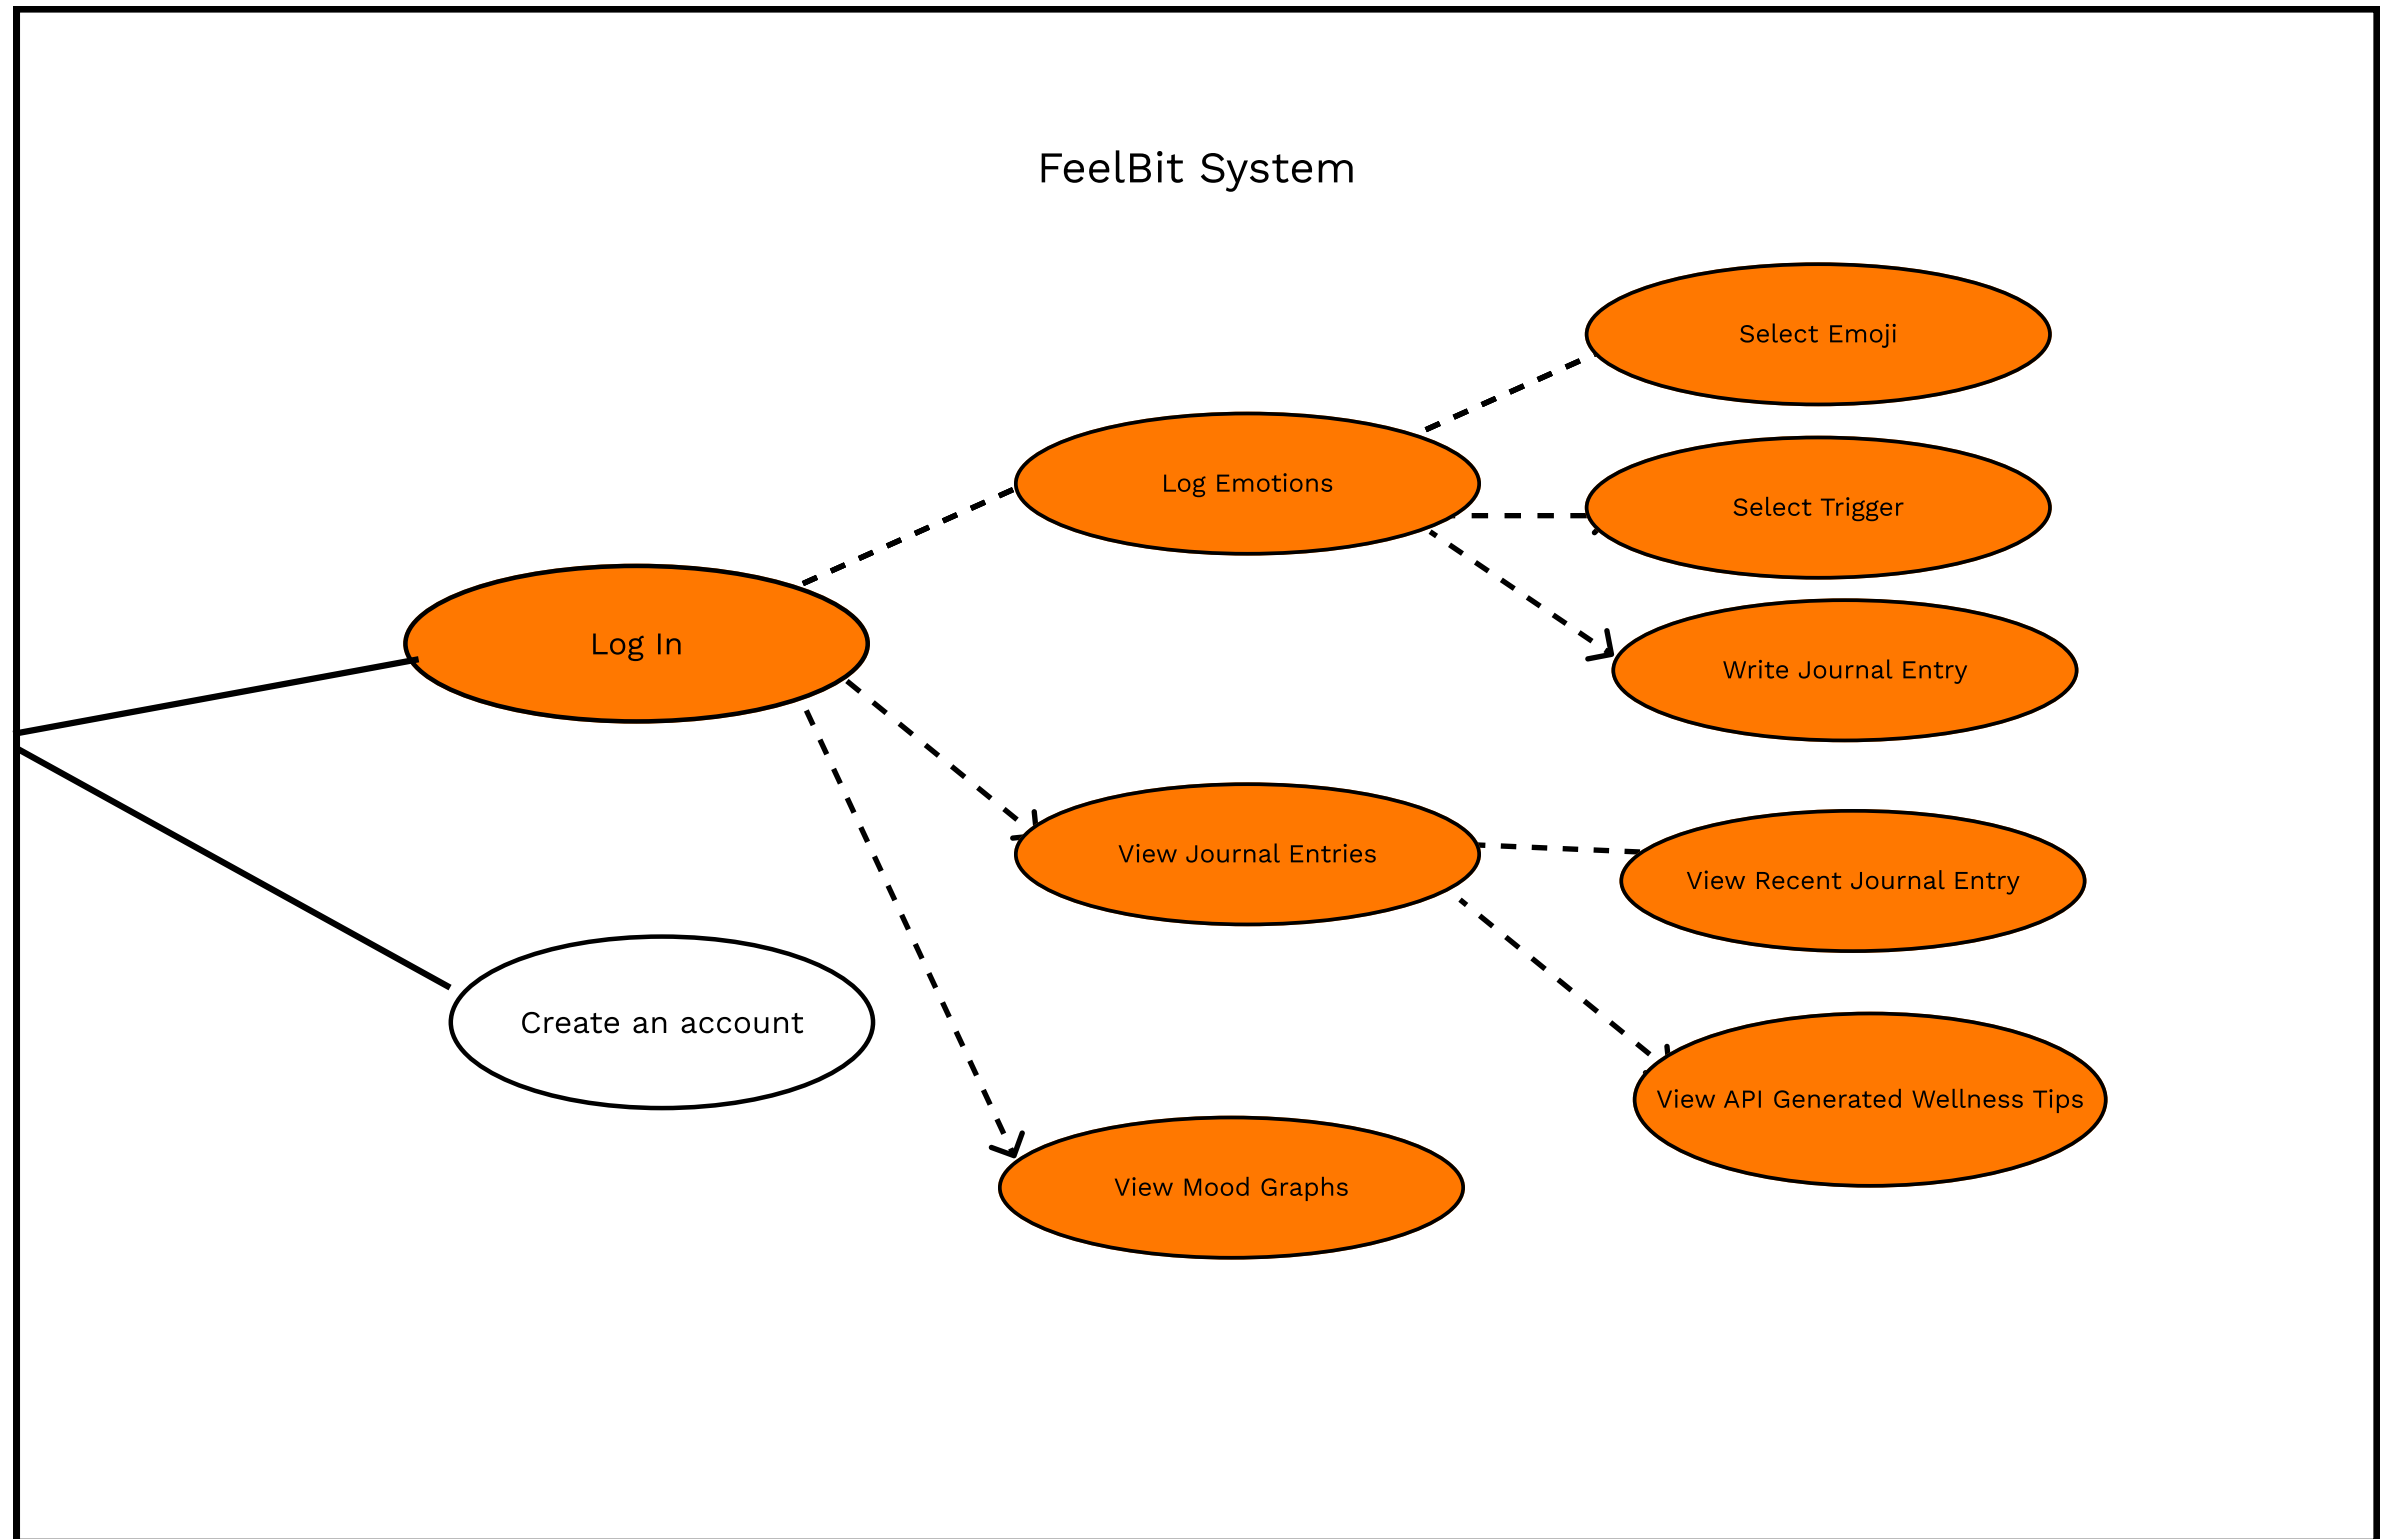 FeelBit System
Select Emoji
Log Emotions
Select Trigger
Log In
Write Journal Entry
View Journal Entries
View Recent Journal Entry
Create an account
View API Generated Wellness Tips
View Mood Graphs